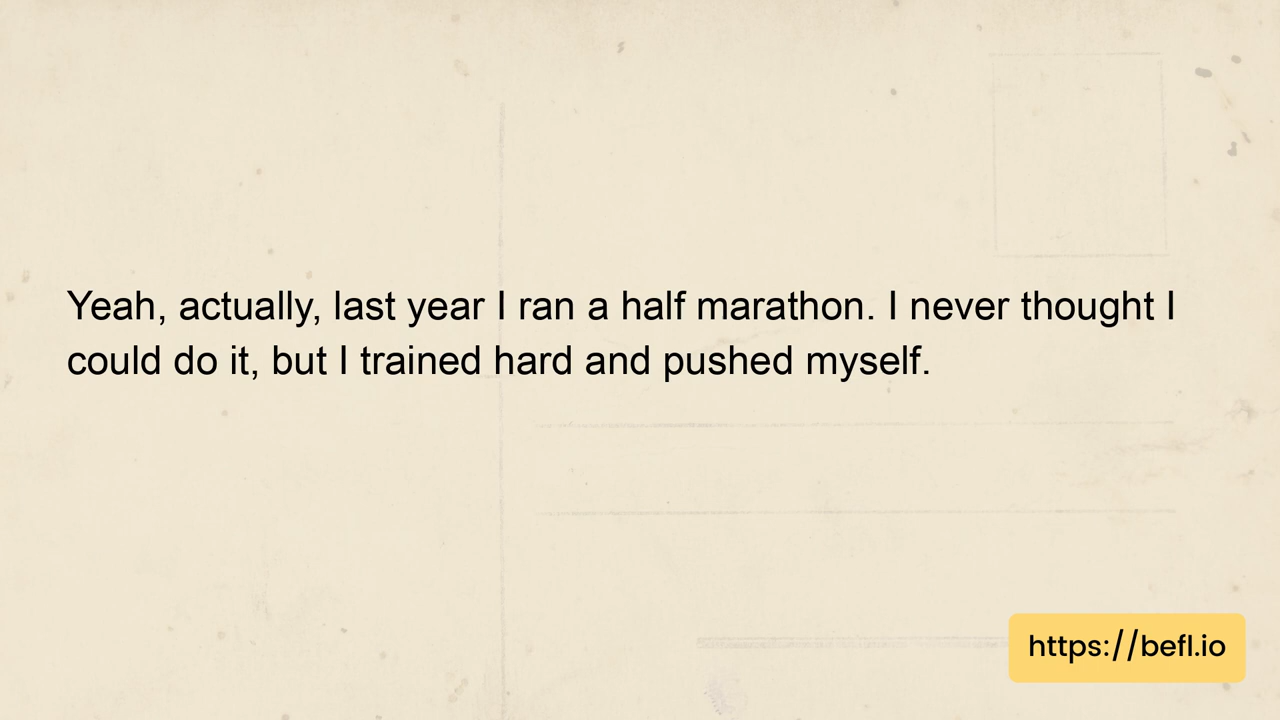 Yeah, actually, last year I ran a half marathon. I never thought I
could do it, but I trained hard and pushed myself.
https://befl.io